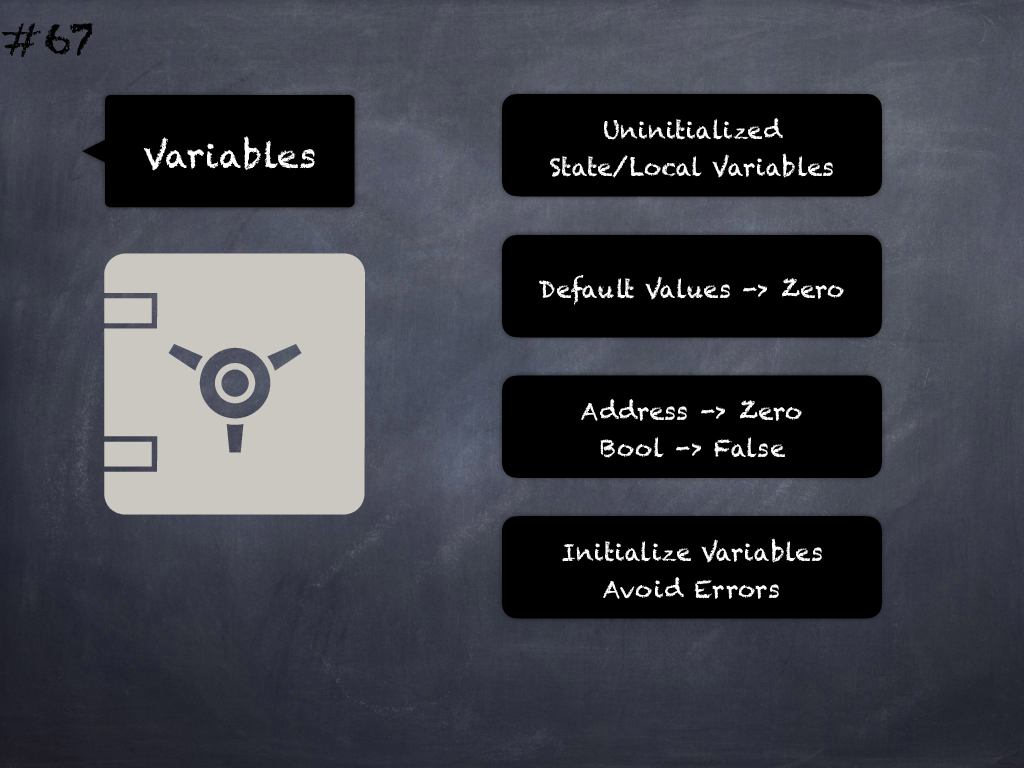 #67
Variables
Uninitialized
State/Local Variables
Default Values -> Zero
Address -> Zero
Bool -> False
Initialize Variables
Avoid Errors